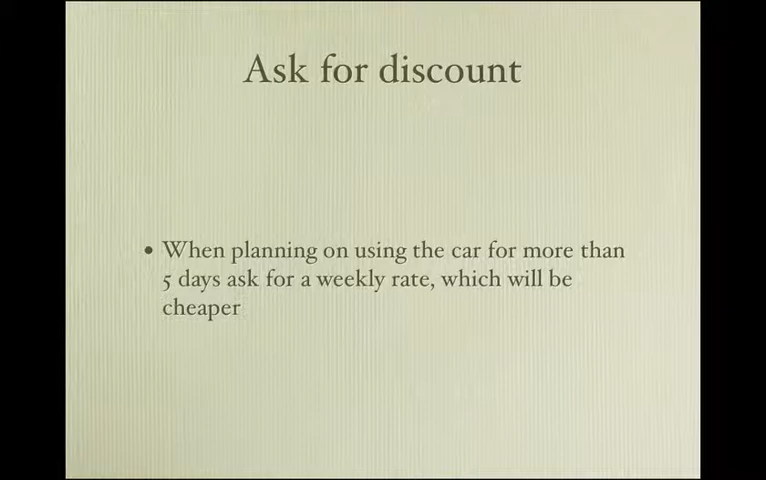 Ask for discount
• When planning on using the car for more than
5 days ask for a weekly rate, which will be
cheaper